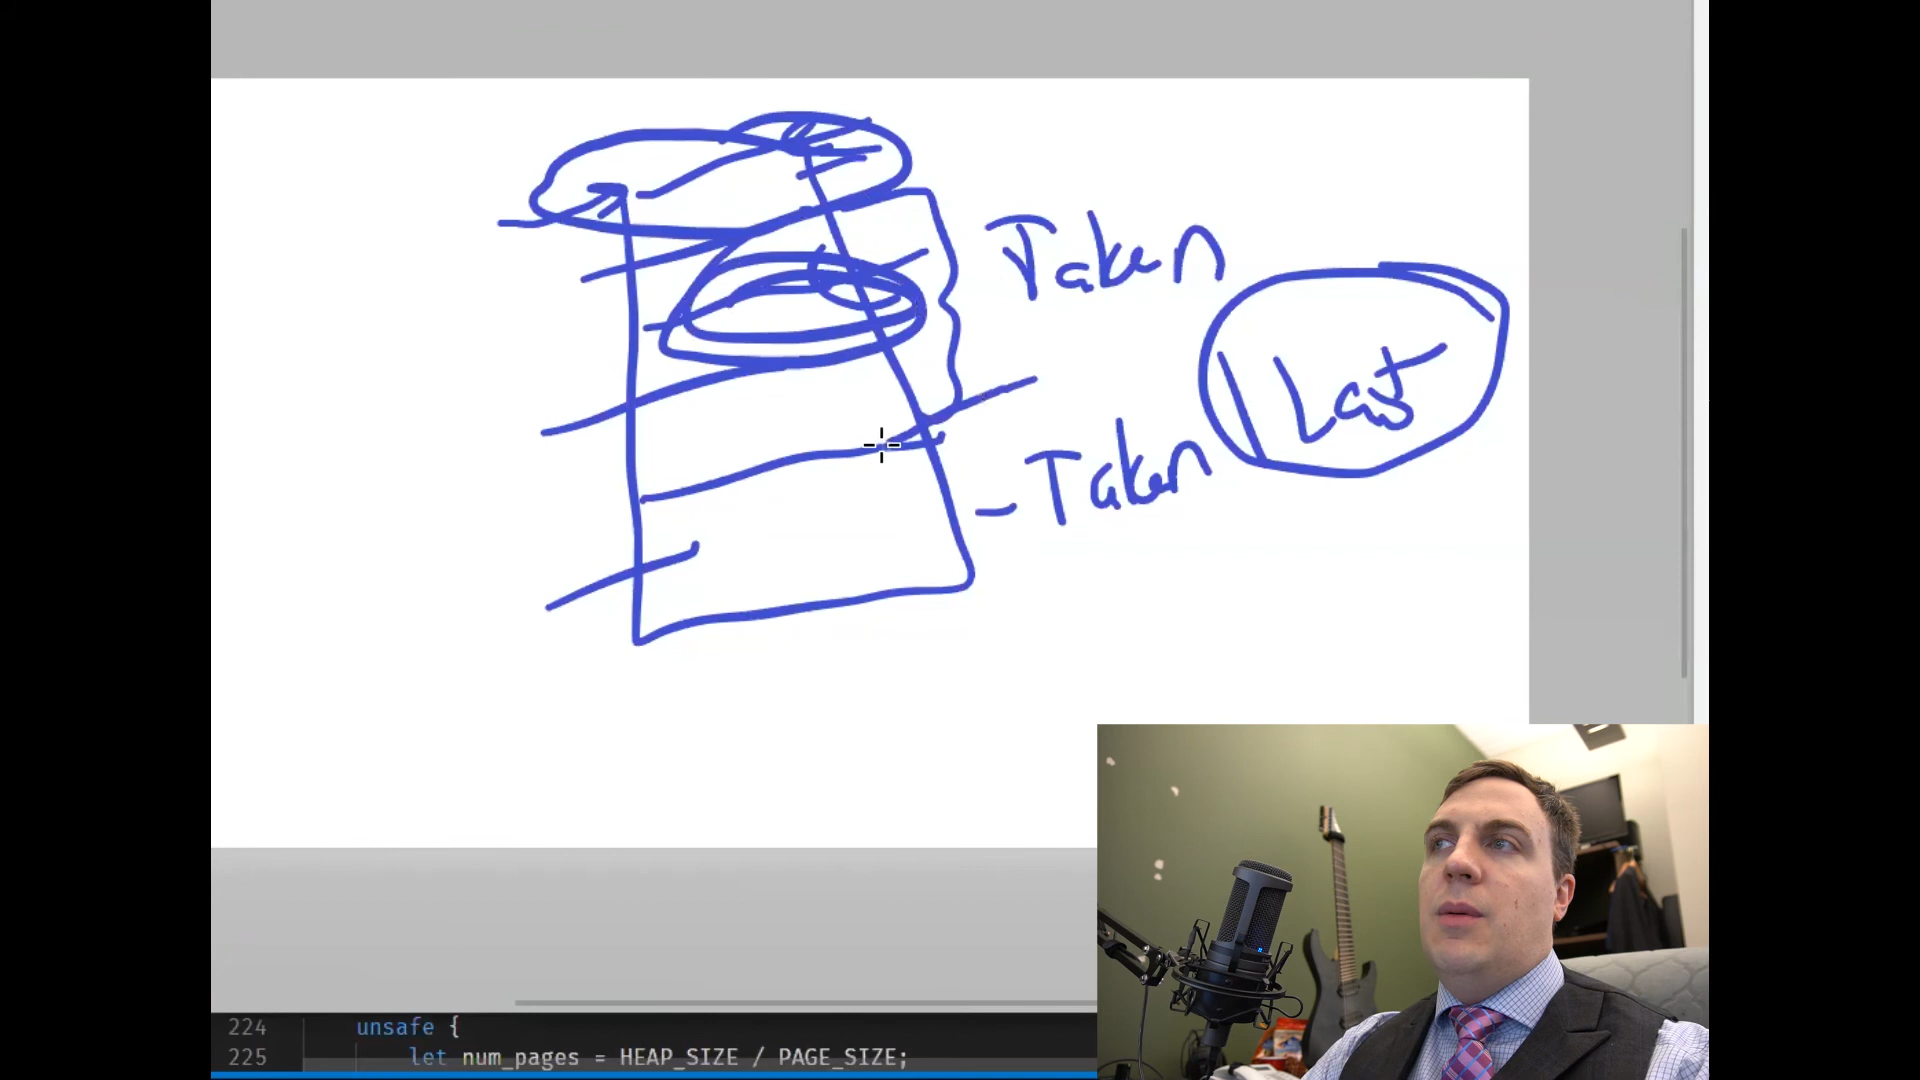 Taken
Last
- Taken
224 unsafe {
225 let num_pages = HEAP_SIZE / PAGE_SIZE;